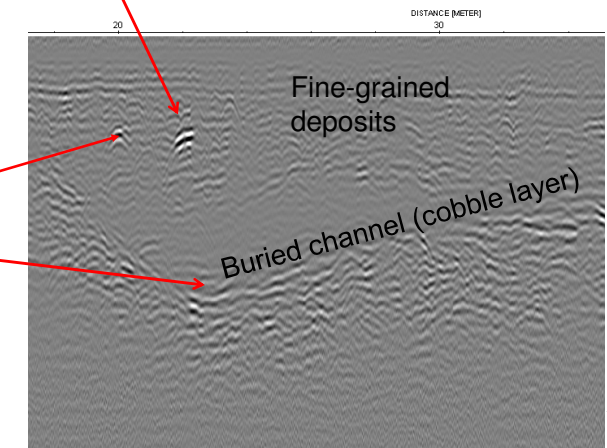 DISTANCE [METER]
20
30
Fine-grained
deposits
Buried channel (cobble layer)